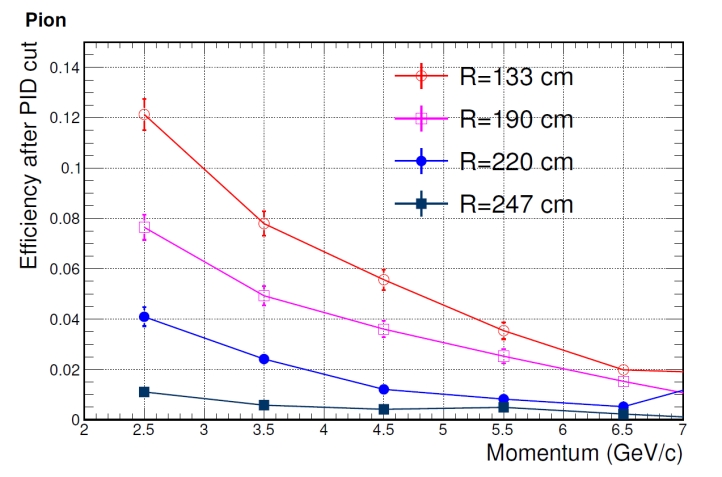 Pion
Efficiency after PID cut
0.14
0.12
0.1
0.08
0.06
0.04
0.02
0
R=133 cm
R=190 cm
R=220 cm
R=247 cm
2 2.5 3 3.5 4 4.5 5 5.5 6 6.5 7
Momentum (GeV/c)